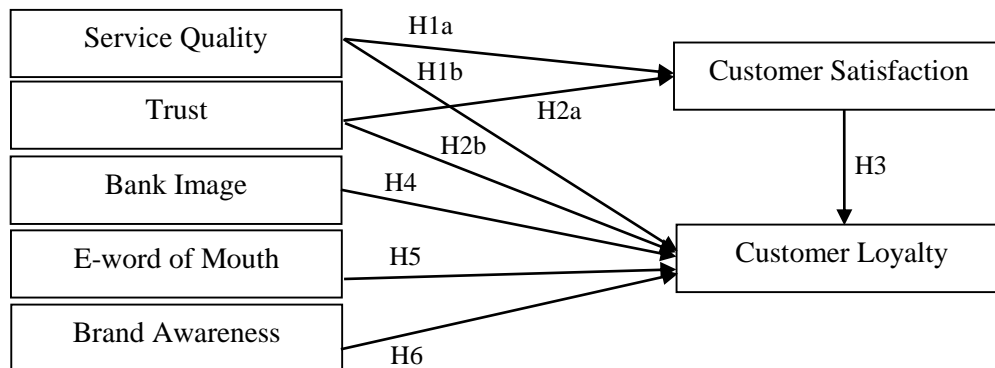 Service Quality
Trust
Bank Image
E-word of Mouth
Brand Awareness
H1a
H1b
H2a
H2b
H4
H5
H6
Customer Satisfaction
H3
Customer Loyalty